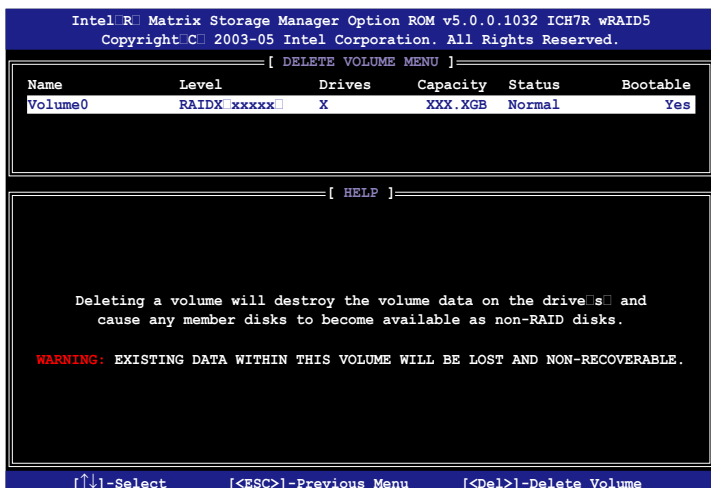 Intel□R□ Matrix Storage Manager Option ROM v5.0.0.1032 ICH7R wRAID5
Copyright□C□ 2003-05 Intel Corporation. All Rights Reserved.
[ DELETE VOLUME MENU ]
Name Level Drives Capacity Status Bootable
Volume0 RAIDX□xxxxx□ X XXX.XGB Normal Yes
[ HELP ]
Deleting a volume will destroy the volume data on the drive□s□ and
cause any member disks to become available as non-RAID disks.
WARNING: EXISTING DATA WITHIN THIS VOLUME WILL BE LOST AND NON-RECOVERABLE.
[↑↓]-Select [<ESC>]-Previous Menu [<Del>]-Delete Volume